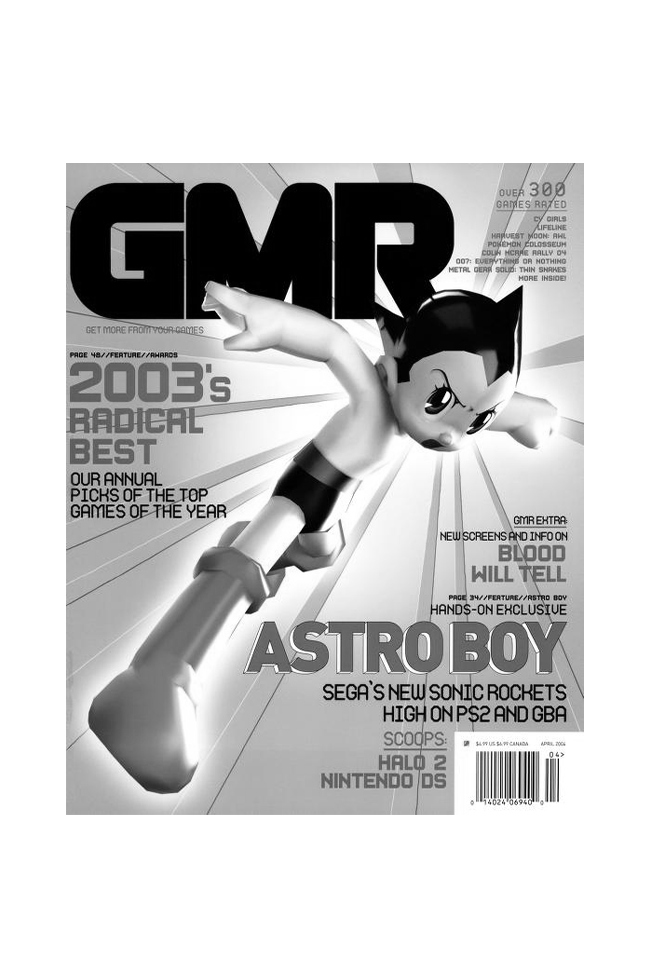 GMR
OVER 300
GAMES RATED
CY GIRLS
LIFELINE
HARVEST MOON: AWL
POKÉMON COLOSSEUM
COLIN MCRAE RALLY 04
007: EVERYTHING OR NOTHING
METAL GEAR SOLID: TWIN SNAKES
MORE INSIDE!
GET MORE FROM YOUR GAMES
PAGE 48//FEATURE//AWARDS
2003's
RADICAL
BEST
OUR ANNUAL
PICKS OF THE TOP
GAMES OF THE YEAR
GMR EXTRA:
NEW SCREENS AND INFO ON
BLOOD
WILL TELL
PAGE 34//FEATURE//ASTRO BOY
HANDS-ON EXCLUSIVE
ASTRO BOY
SEGA'S NEW SONIC ROCKETS
HIGH ON PS2 AND GBA
SCOOPS:
HALO 2
NINTENDO DS
$4.99 US $6.99 CANADA APRIL 2004
04>
0 14024 06940 0